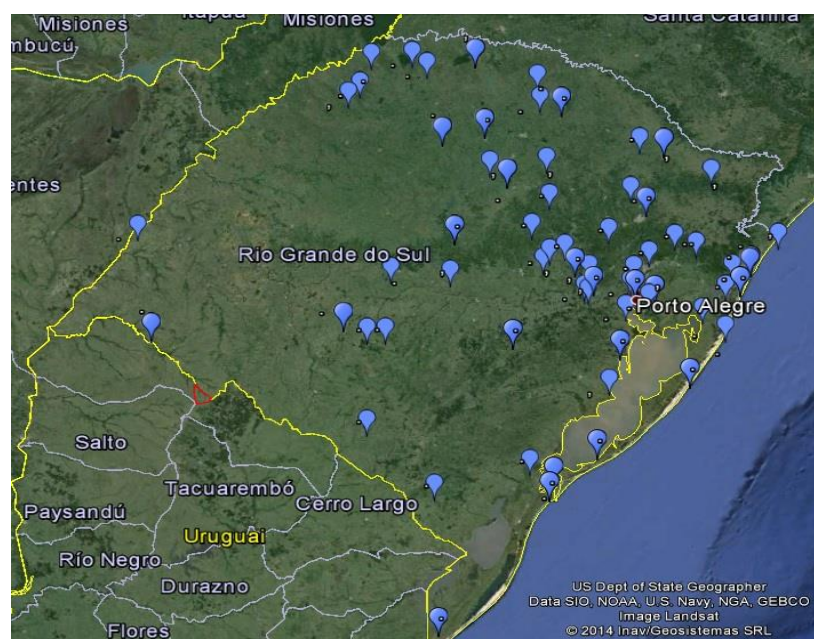 Misiones
Itapúa
Misiones
Santa Catarina
mbucú
entes
Rio Grande do Sul
Porto Alegre
Salto
Tacuarembó
Cerro Largo
Paysandú
Uruguai
Río Negro
Durazno
Flores
US Dept of State Geographer
Data SIO, NOAA, U.S. Navy, NGA, GEBCO
Image Landsat
© 2014 Inav/Geosistemas SRL